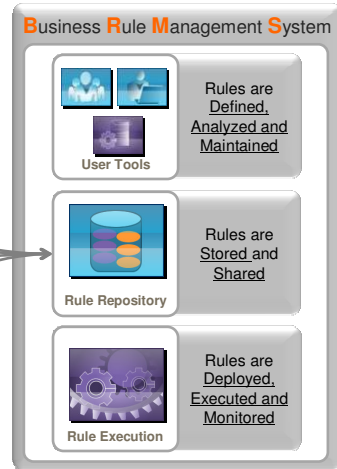 Business Rule Management System
Rules are
Defined,
Analyzed and
Maintained
User Tools
Rules are
Stored and
Shared
Rule Repository
Rules are
Deployed,
Executed and
Monitored
Rule Execution